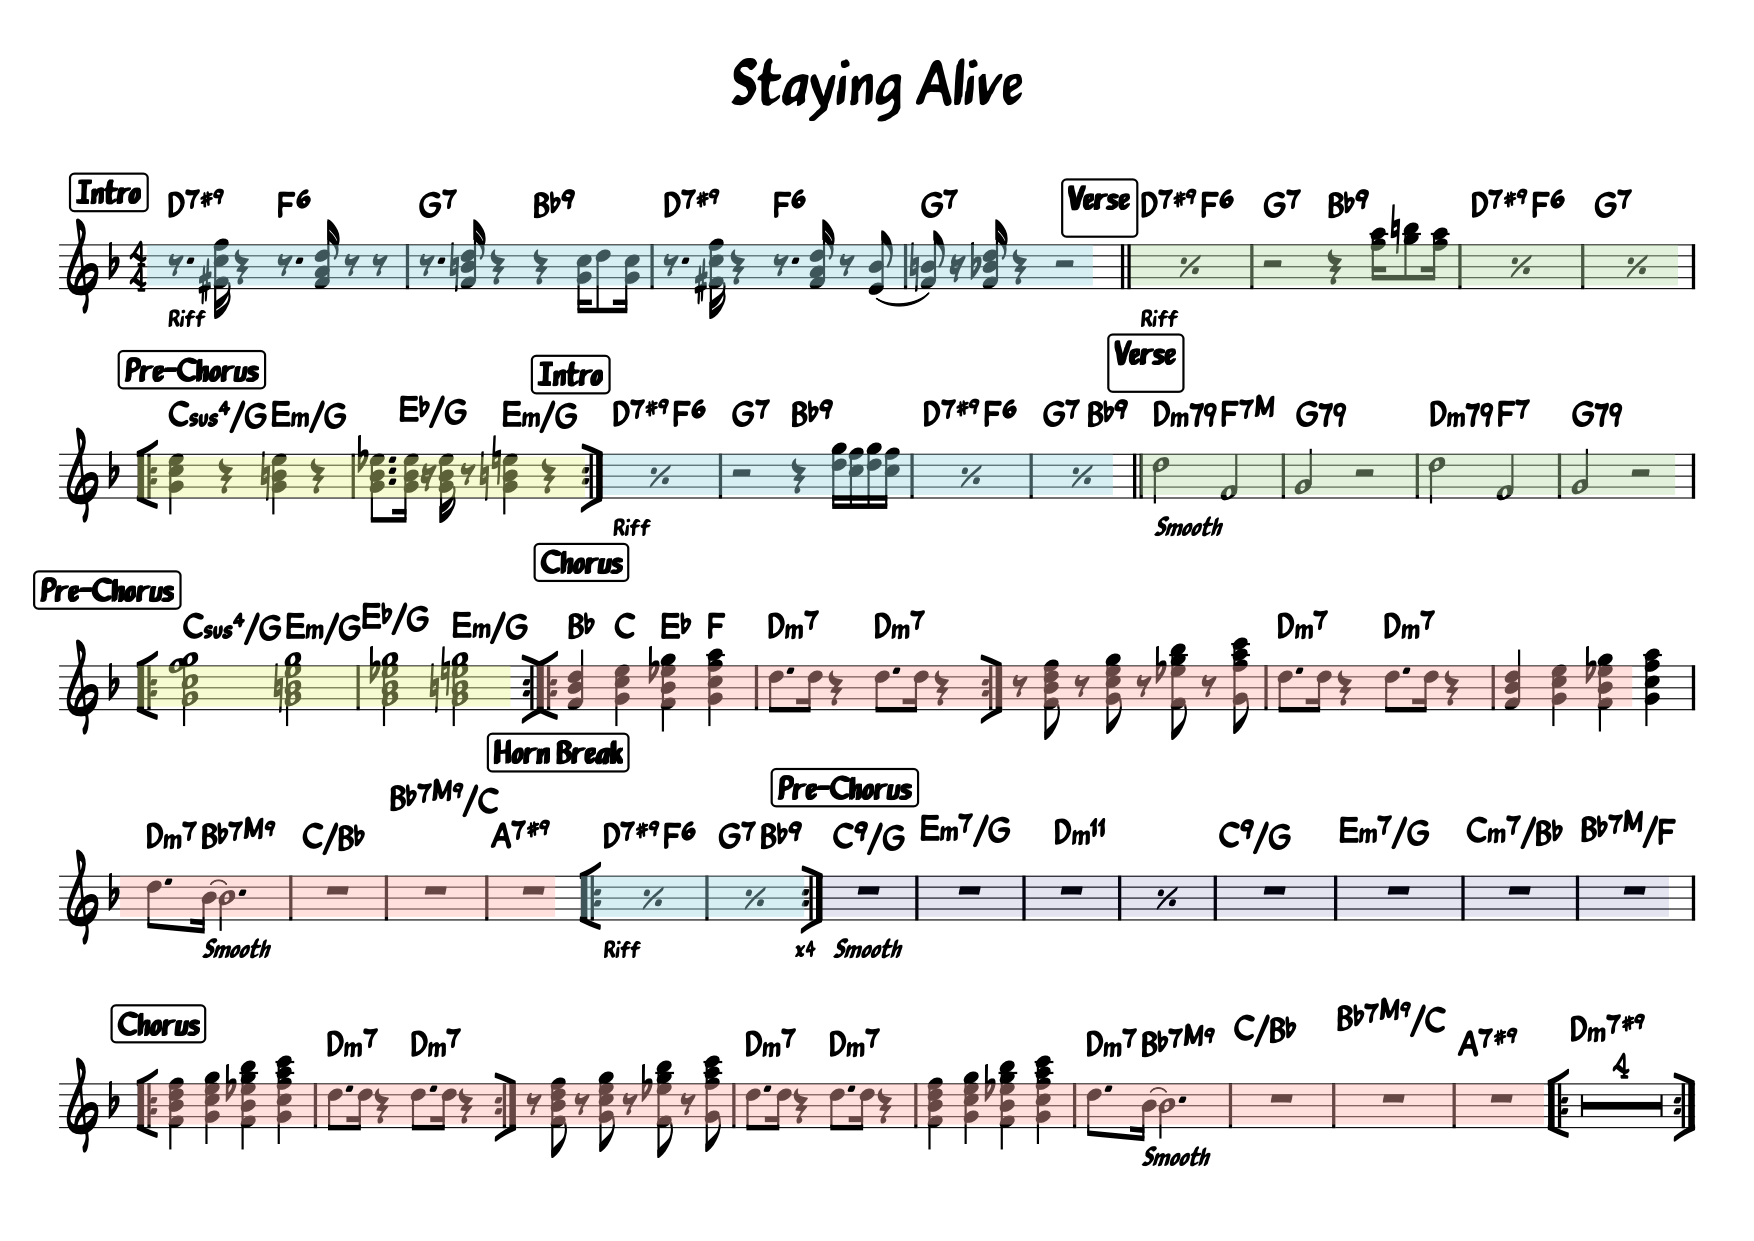 Staying Alive
Intro D7#9 F6 G7 Bb9 D7#9 F6 G7 Verse D7#9 F6 G7 Bb9 D7#9 F6 G7
4
4
Riff Riff
Pre-Chorus Intro Verse
Csus4/G Em/G Eb/G Em/G D7#9 F6 G7 Bb9 D7#9 F6 G7 Bb9 Dm79 F7M G79 Dm79 F7 G79
Riff Smooth
Pre-Chorus Chorus
Csus4/G Em/G Eb/G Em/G Bb C Eb F Dm7 Dm7 Dm7 Dm7
Horn Break Pre-Chorus
Dm7 Bb7M9 C/Bb Bb7M9/C A7#9 D7#9 F6 G7 Bb9 C9/G Em7/G Dm11 C9/G Em7/G Cm7/Bb Bb7M/F
Smooth Riff x4 Smooth
Chorus Dm7 Dm7 Dm7 Dm7 Dm7 Bb7M9 C/Bb Bb7M9/C A7#9 Dm7#9
4
Smooth